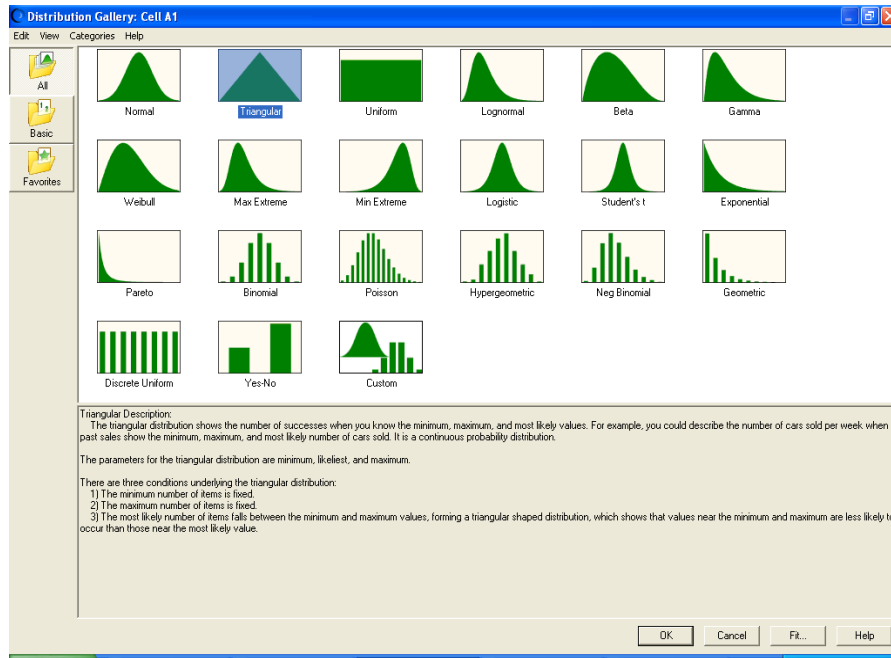 Distribution Gallery: Cell A1
Edit View Categories Help
All
Basic
Favorites
Normal Triangular Uniform Lognormal Beta Gamma
Weibull Max Extreme Min Extreme Logistic Student's t Exponential
Pareto Binomial Poisson Hypergeometric Neg Binomial Geometric
Discrete Uniform Yes-No Custom
Triangular Description:
The triangular distribution shows the number of successes when you know the minimum, maximum, and most likely values. For example, you could describe the number of cars sold per week when
past sales show the minimum, maximum, and most likely number of cars sold. It is a continuous probability distribution.
The parameters for the triangular distribution are minimum, likeliest, and maximum.
There are three conditions underlying the triangular distribution:
1) The minimum number of items is fixed.
2) The maximum number of items is fixed.
3) The most likely number of items falls between the minimum and maximum values, forming a triangular shaped distribution, which shows that values near the minimum and maximum are less likely t
occur than those near the most likely value.
OK Cancel Fit... Help